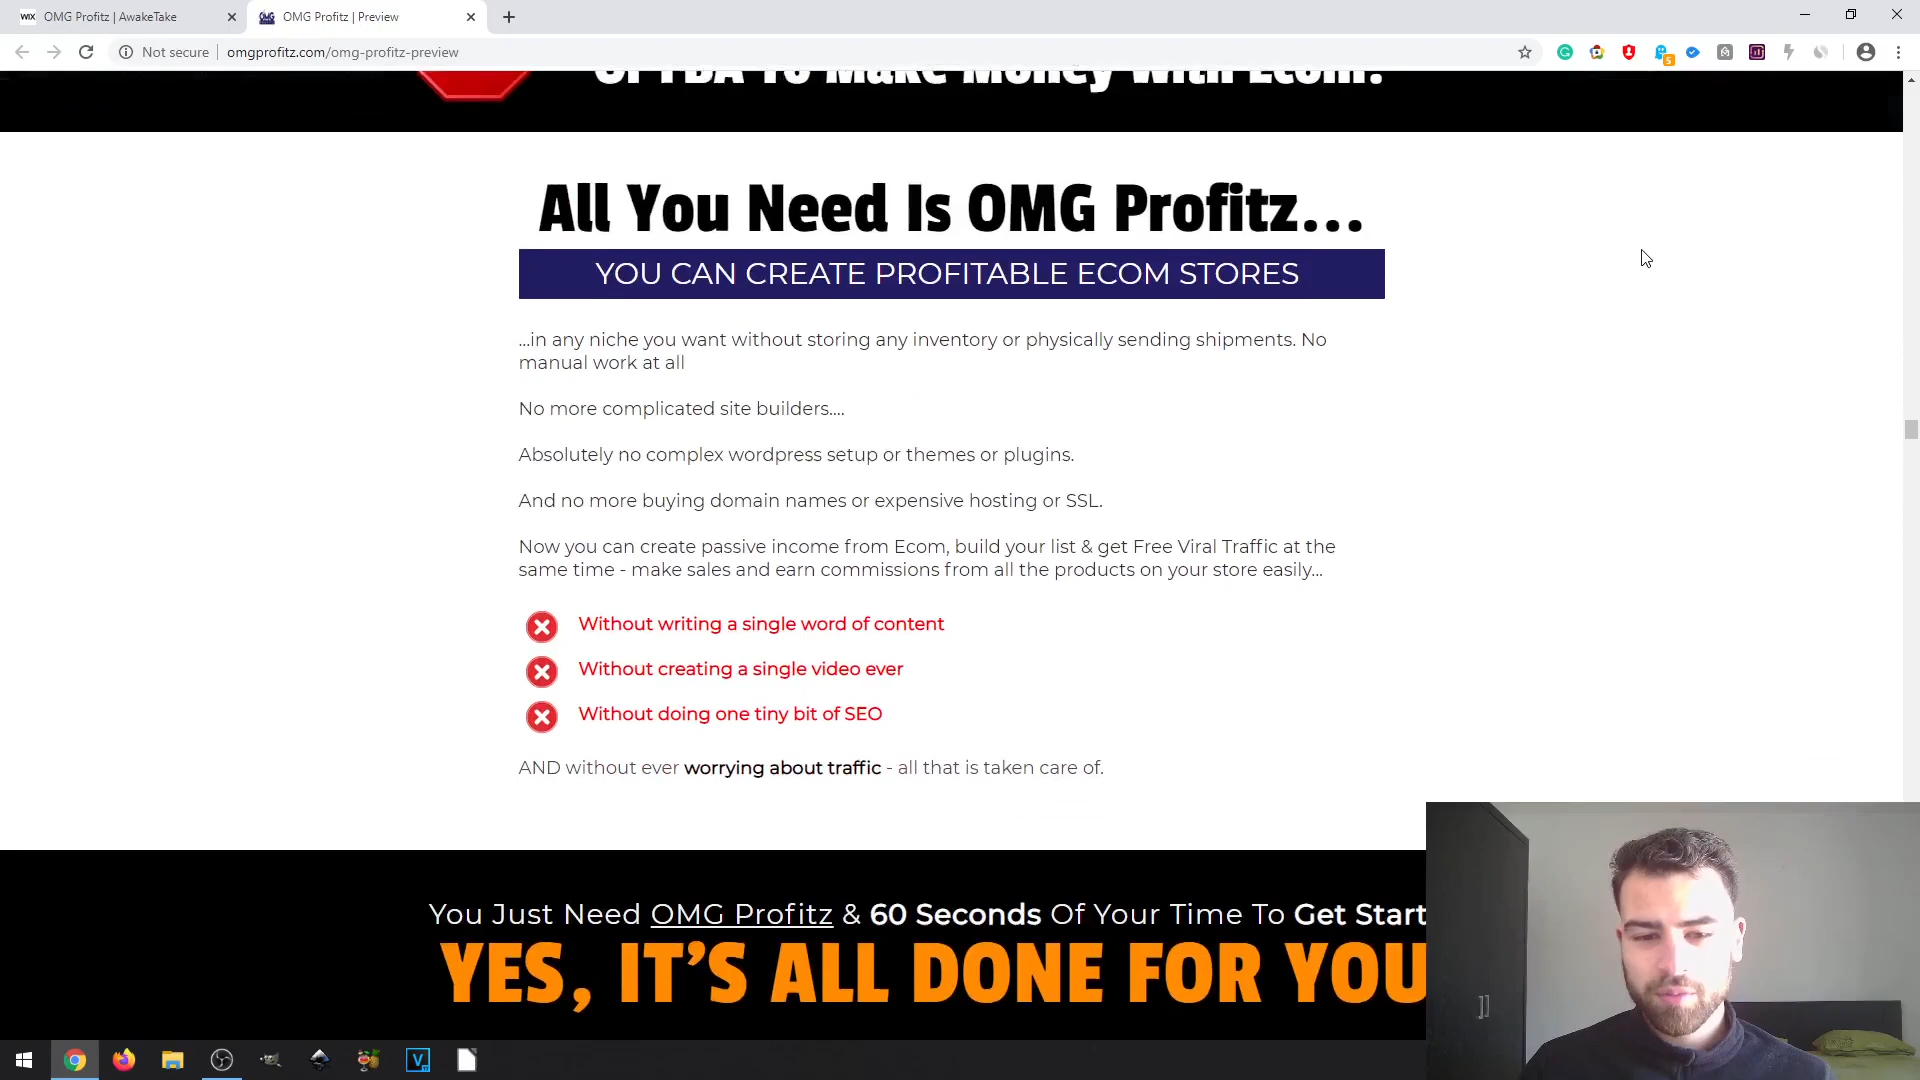 OMG Profitz | AwakeTake
OMG Profitz | Preview
Not secure
omgprofitz.com/omg-profitz-preview
Or FBA To Make Money With Ecom?
All You Need Is OMG Profitz...
YOU CAN CREATE PROFITABLE ECOM STORES
...in any niche you want without storing any inventory or physically sending shipments. No
manual work at all
No more complicated site builders....
Absolutely no complex wordpress setup or themes or plugins.
And no more buying domain names or expensive hosting or SSL.
Now you can create passive income from Ecom, build your list & get Free Viral Traffic at the
same time - make sales and earn commissions from all the products on your store easily...
Without writing a single word of content
Without creating a single video ever
Without doing one tiny bit of SEO
AND without ever worrying about traffic - all that is taken care of.
You Just Need OMG Profitz & 60 Seconds Of Your Time To Get Start
YES, IT'S ALL DONE FOR YOU